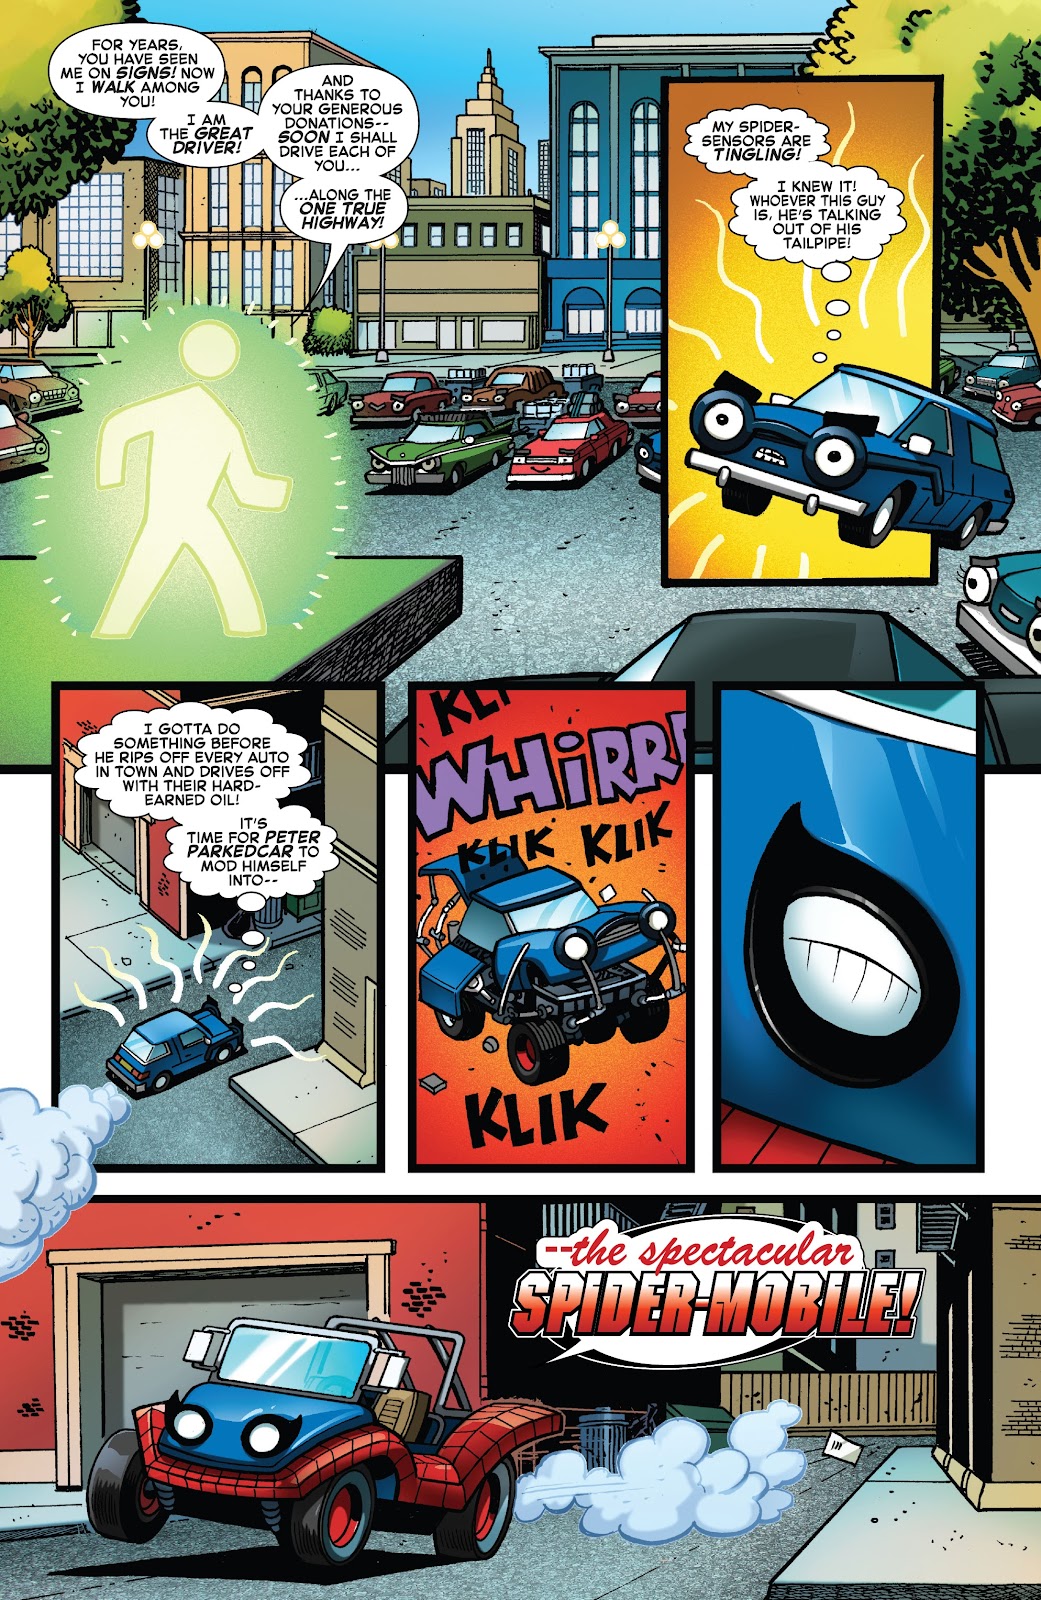 FOR YEARS,
YOU HAVE SEEN
ME ON SIGNS! NOW
I WALK AMONG
YOU!
I AM
THE GREAT
DRIVER!
AND
THANKS TO
YOUR GENEROUS
DONATIONS--
SOON I SHALL
DRIVE EACH OF
YOU...
...ALONG THE
ONE TRUE
HIGHWAY!
MY SPIDER-
SENSORS ARE
TINGLING!
I KNEW IT!
WHOEVER THIS GUY
IS, HE'S TALKING
OUT OF HIS
TAILPIPE!
I GOTTA DO
SOMETHING BEFORE
HE RIPS OFF EVERY AUTO
IN TOWN AND DRIVES OFF
WITH THEIR HARD-
EARNED OIL!
IT'S
TIME FOR PETER
PARKEDCAR TO
MOD HIMSELF
INTO--
KLI
WHiRR
KLIK KLIK
KLIK
--the spectacular
SPiDER-MOBiLE!